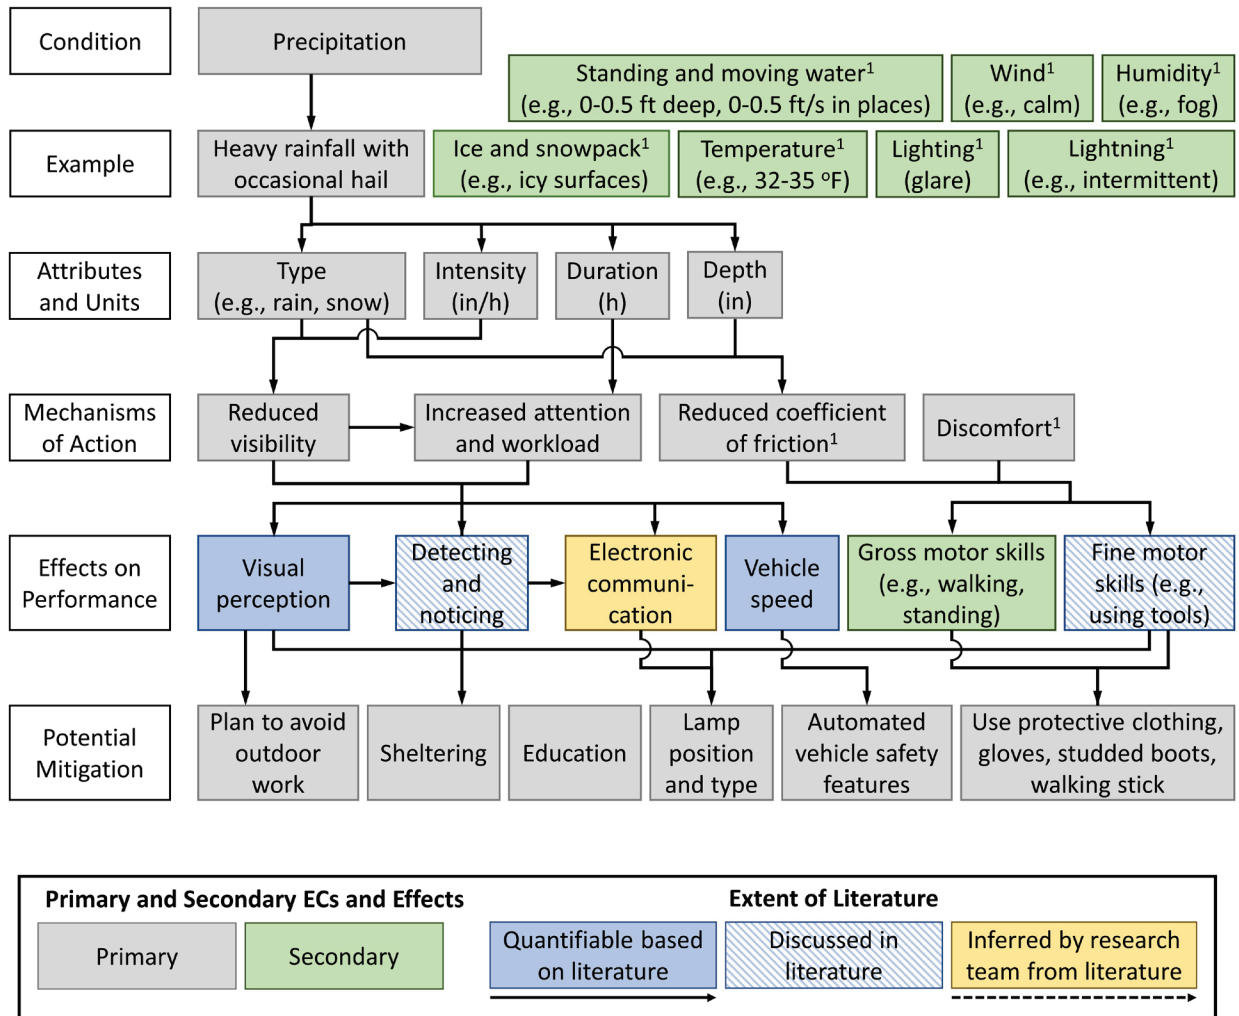 Condition
Precipitation
Standing and moving water¹
(e.g., 0-0.5 ft deep, 0-0.5 ft/s in places)
Wind¹
(e.g., calm)
Humidity¹
(e.g., fog)
Example
Heavy rainfall with
occasional hail
Ice and snowpack¹
(e.g., icy surfaces)
Temperature¹
(e.g., 32-35 ºF)
Lighting¹
(glare)
Lightning¹
(e.g., intermittent)
Attributes
and Units
Type
(e.g., rain, snow)
Intensity
(in/h)
Duration
(h)
Depth
(in)
Mechanisms
of Action
Reduced
visibility
Increased attention
and workload
Reduced coefficient
of friction¹
Discomfort¹
Effects on
Performance
Visual
perception
Detecting
and
noticing
Electronic
communi-
cation
Vehicle
speed
Gross motor skills
(e.g., walking,
standing)
Fine motor
skills (e.g.,
using tools)
Potential
Mitigation
Plan to avoid
outdoor
work
Sheltering
Education
Lamp
position
and type
Automated
vehicle safety
features
Use protective clothing,
gloves, studded boots,
walking stick
Primary and Secondary ECs and Effects
Primary
Secondary
Extent of Literature
Quantifiable based
on literature
Discussed in
literature
Inferred by research
team from literature